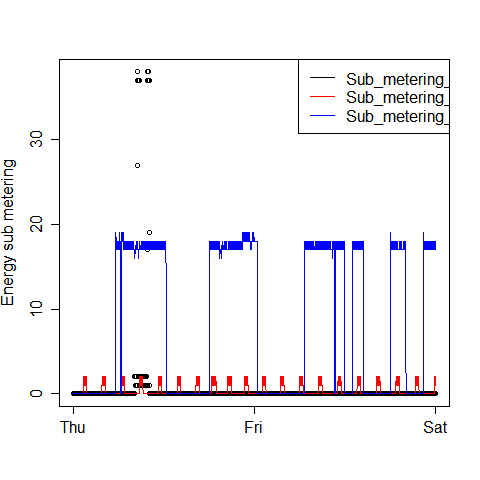 Sub_metering_
Sub_metering_
Sub_metering_
Energy sub metering
30
20
10
0
Thu Fri Sat